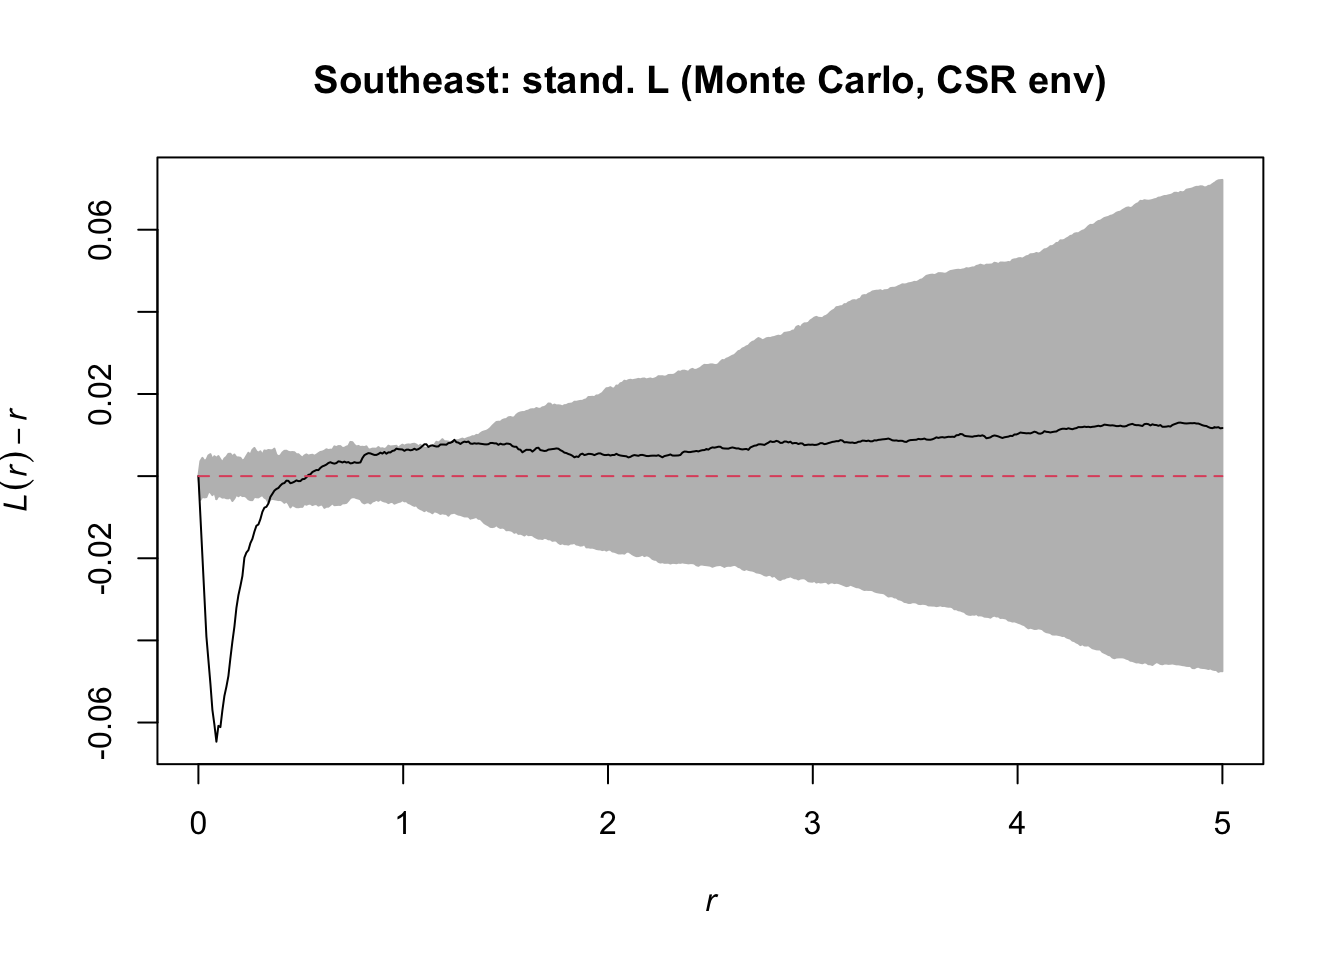 Southeast: stand. L (Monte Carlo, CSR env)
L(r) − r
0.06
0.02
-0.02
-0.06
0 1 2 3 4 5
r